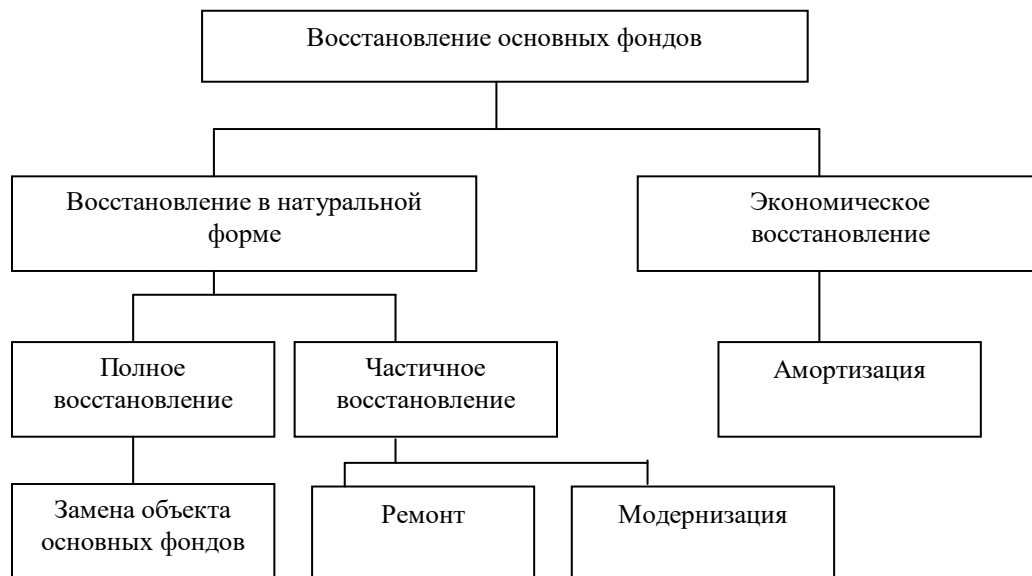 Восстановление основных фондов
Восстановление в натуральной
форме
Экономическое
восстановление
Полное
восстановление
Частичное
восстановление
Амортизация
Замена объекта
основных фондов
Ремонт
Модернизация